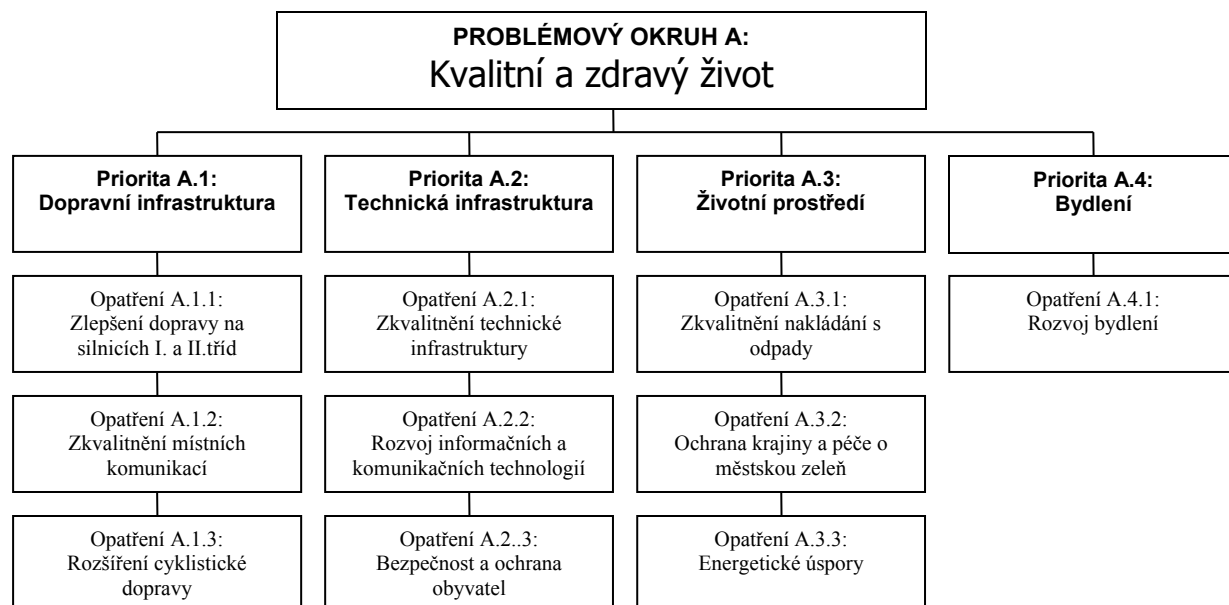 PROBLÉMOVÝ OKRUH A:
Kvalitní a zdravý život
Priorita A.1:
Dopravní infrastruktura
Priorita A.2:
Technická infrastruktura
Priorita A.3:
Životní prostředí
Priorita A.4:
Bydlení
Opatření A.1.1:
Zlepšení dopravy na
silnicích I. a II.tříd
Opatření A.2.1:
Zkvalitnění technické
infrastruktury
Opatření A.3.1:
Zkvalitnění nakládání s
odpady
Opatření A.4.1:
Rozvoj bydlení
Opatření A.1.2:
Zkvalitnění místních
komunikací
Opatření A.2.2:
Rozvoj informačních a
komunikačních technologií
Opatření A.3.2:
Ochrana krajiny a péče o
městskou zeleň
Opatření A.1.3:
Rozšíření cyklistické
dopravy
Opatření A.2..3:
Bezpečnost a ochrana
obyvatel
Opatření A.3.3:
Energetické úspory